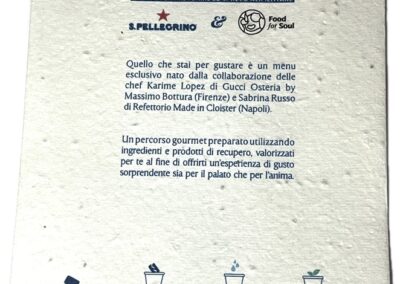 S.PELLEGRINO & Food for Soul
Quello che stai per gustare è un menu
esclusivo nato dalla collaborazione delle
chef Karime Lopez di Gucci Osteria by
Massimo Bottura (Firenze) e Sabrina Russo
di Refettorio Made in Cloister (Napoli).
Un percorso gourmet preparato utilizzando
ingredienti e prodotti di recupero, valorizzati
per te al fine di offrirti un'esperienza di gusto
sorprendente sia per il palato che per l'anima.